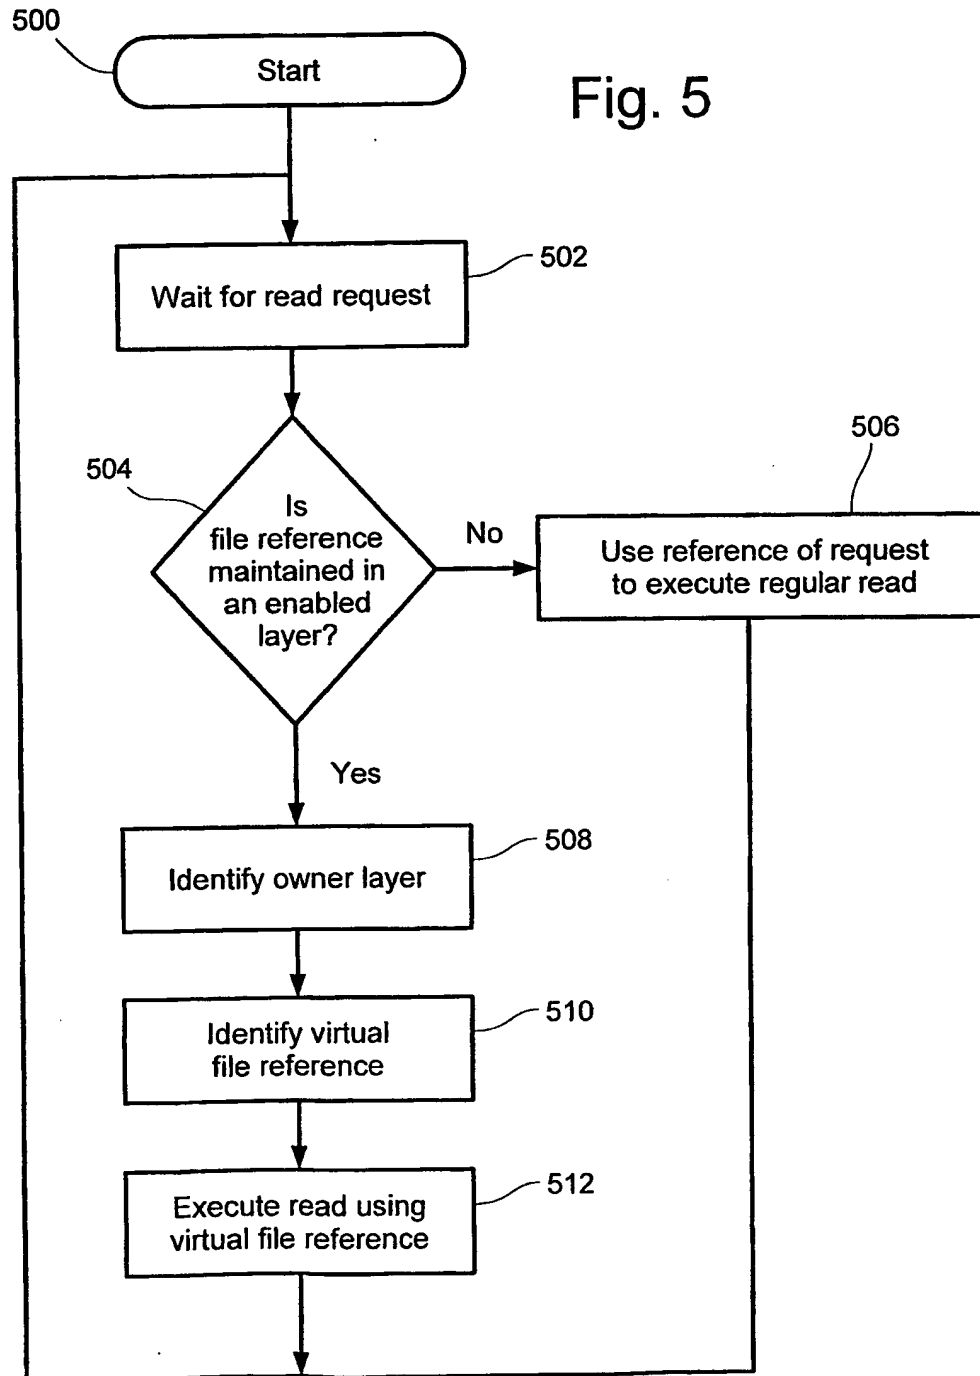 500
Start
Fig. 5
502
Wait for read request
504
Is
file reference
maintained in
an enabled
layer?
No
506
Use reference of request
to execute regular read
Yes
508
Identify owner layer
510
Identify virtual
file reference
512
Execute read using
virtual file reference